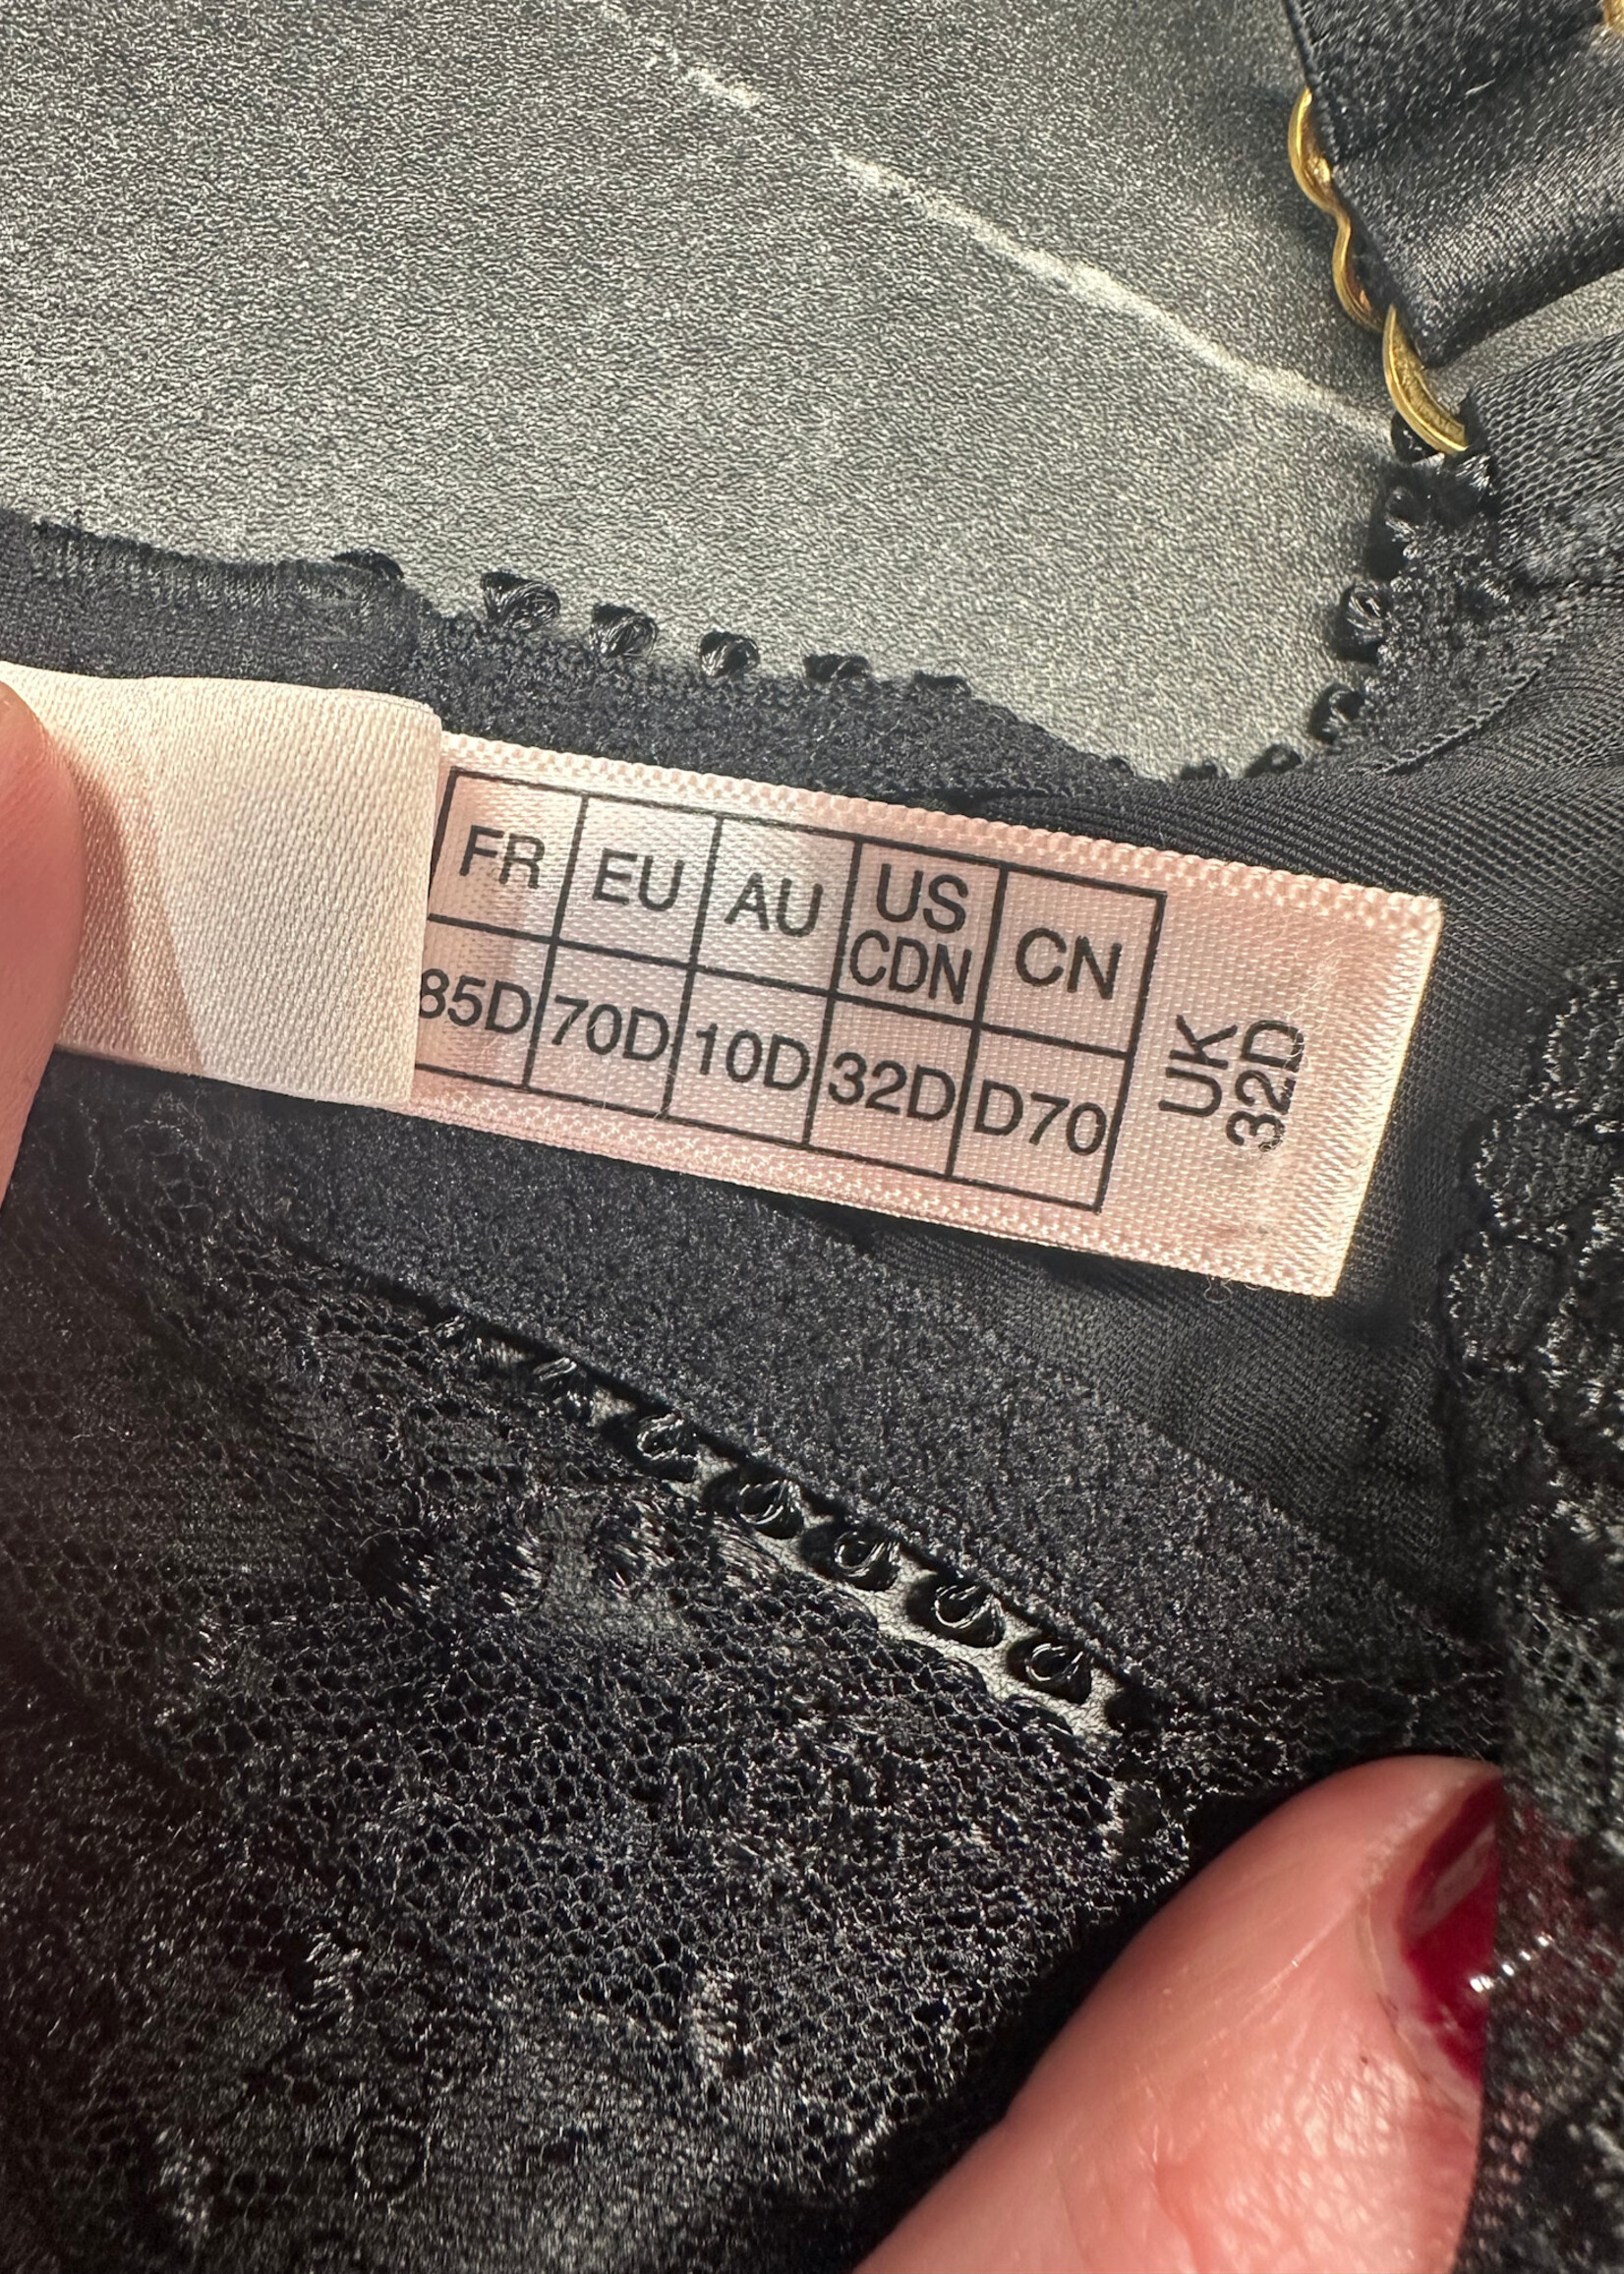 FR EU AU US CDN CN
85D 70D 10D 32D D70
UK
32D